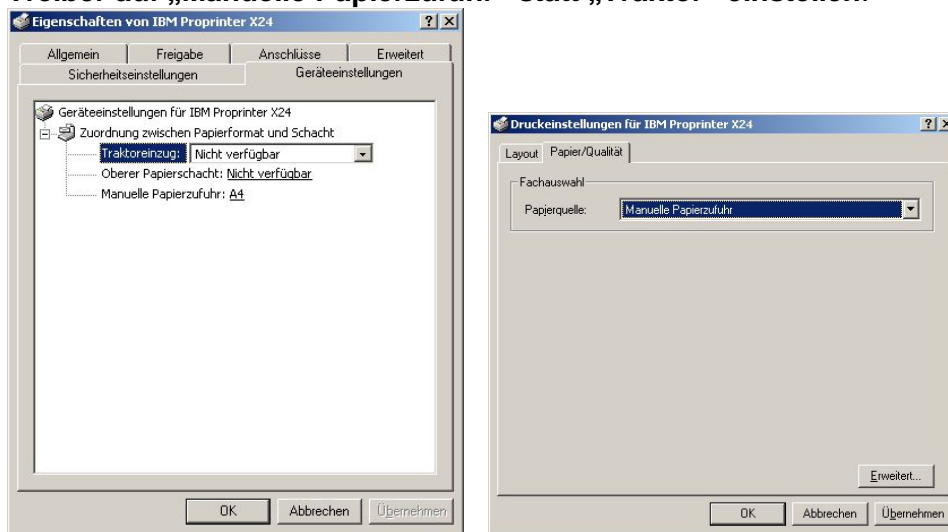 Treiber auf „Manuelle Papierzufuhr“ statt „Traktor“ einstellen.
Eigenschaften von IBM Proprinter X24
Allgemein Freigabe Anschlüsse Erweitert
Sicherheitseinstellungen Geräteeinstellungen
Geräteeinstellungen für IBM Proprinter X24
Zuordnung zwischen Papierformat und Schacht
Traktoreinzug: Nicht verfügbar
Oberer Papierschacht: Nicht verfügbar
Manuelle Papierzufuhr: A4
OK Abbrechen Übernehmen
Druckeinstellungen für IBM Proprinter X24
Layout Papier/Qualität
Fachauswahl
Papierquelle: Manuelle Papierzufuhr
Erweitert...
OK Abbrechen Übernehmen